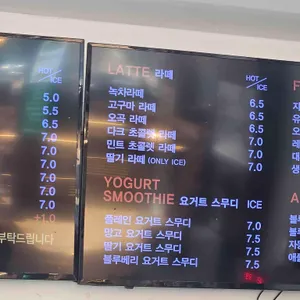 HOT/ICE
5.0
5.5
5.5
7.0
7.0
7.0
7.0
7.0
7.0
+1.0
부탁드립니다
LATTE 라떼 HOT/ICE
녹차라떼 6.5
고구마 라떼 6.5
오곡 라떼 6.5
다크 초콜렛 라떼 7.0
민트 초콜렛 라떼 7.0
딸기 라떼 (ONLY ICE) 7.0
YOGURT
SMOOTHIE 요거트 스무디 ICE
플레인 요거트 스무디 7.0
망고 요거트 스무디 7.5
딸기 요거트 스무디 7.5
블루베리 요거트 스무디 7.5